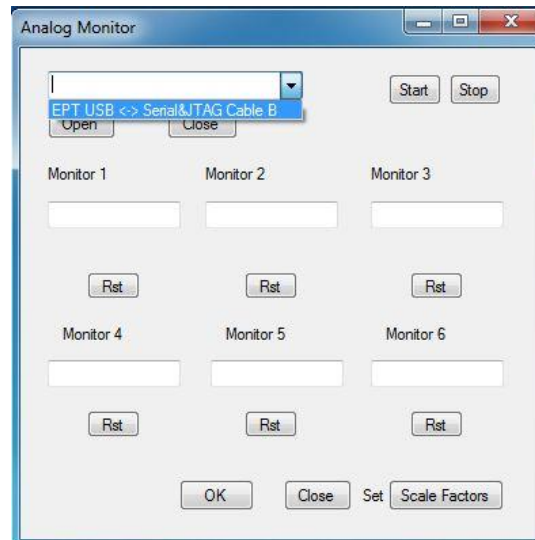 Analog Monitor
Start Stop
EPT USB <-> Serial&JTAG Cable B
Open Close
Monitor 1 Monitor 2 Monitor 3
Rst Rst Rst
Monitor 4 Monitor 5 Monitor 6
Rst Rst Rst
OK Close Set Scale Factors